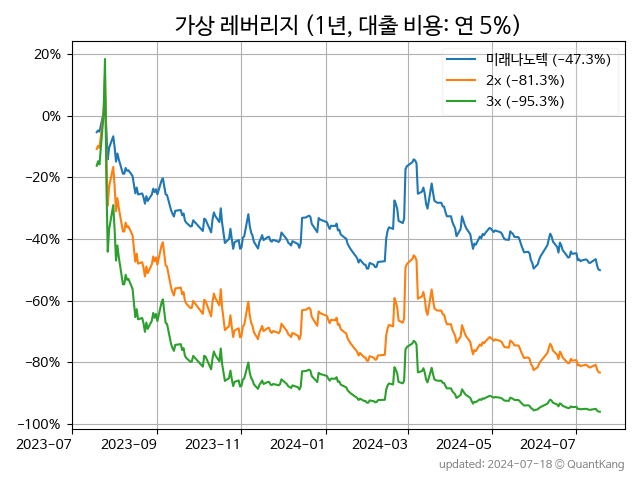 가상 레버리지 (1년, 대출 비용: 연 5%)
미래나노텍 (−47.3%)
2x (−81.3%)
3x (−95.3%)
20%
0%
−20%
−40%
−60%
−80%
−100%
2023-07 2023-09 2023-11 2024-01 2024-03 2024-05 2024-07
updated: 2024-07-18 © QuantKang